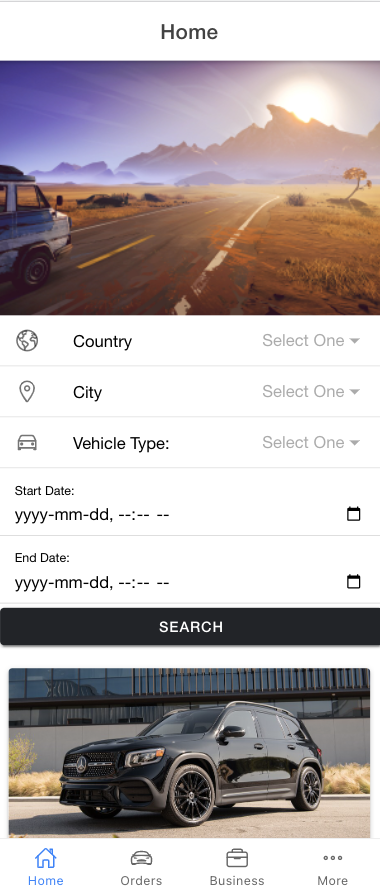 Home
Country Select One
City Select One
Vehicle Type: Select One
Start Date:
yyyy-mm-dd, --:-- --
End Date:
yyyy-mm-dd, --:-- --
SEARCH
Home Orders Business More